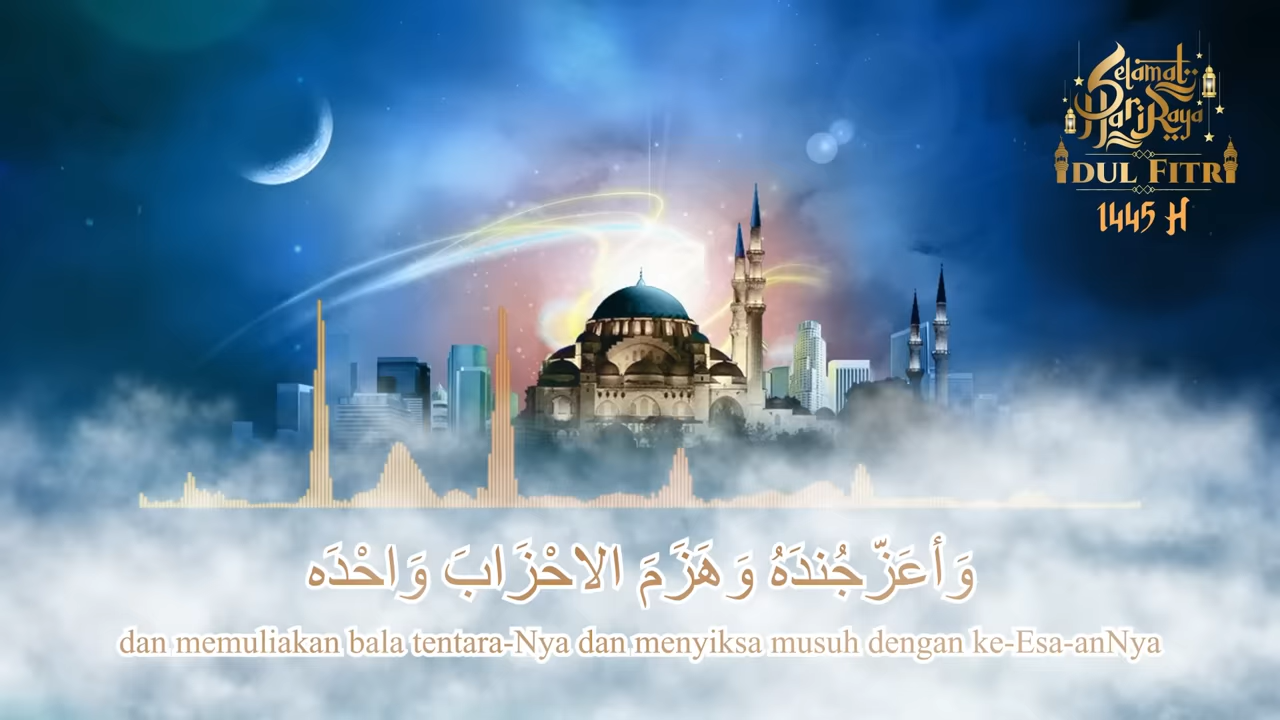 Selamat
Hari Raya
IDUL FITRI
1445 H
وَأعَزّجُندَهُ وَهَزَمَ الاحْزَابَ وَاحْدَه
dan memuliakan bala tentara-Nya dan menyiksa musuh dengan ke-Esa-anNya